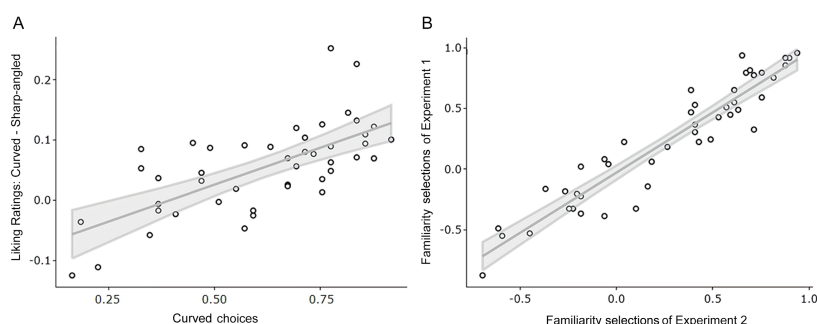 A
Liking Ratings: Curved - Sharp-angled
0.2
0.1
0.0
-0.1
0.25
0.50
0.75
Curved choices
B
Familiarity selections of Experiment 1
1.0
0.5
0.0
-0.5
-0.5
0.0
0.5
1.0
Familiarity selections of Experiment 2